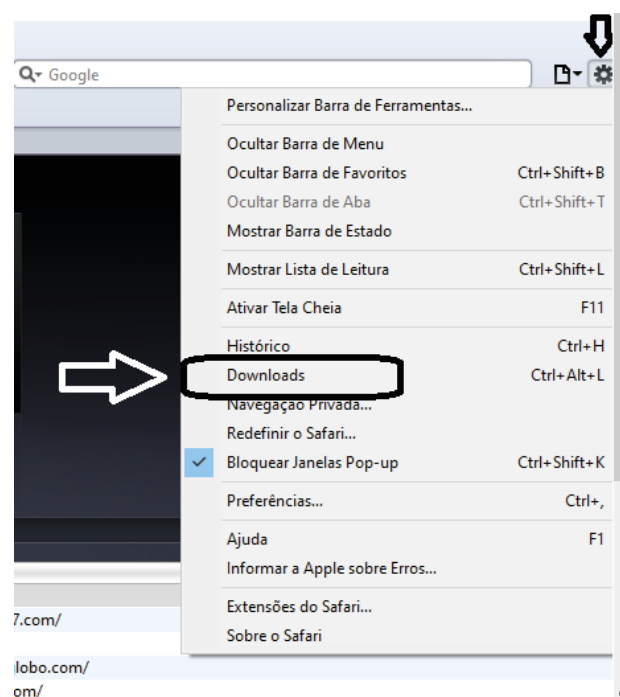 Google
Personalizar Barra de Ferramentas...
Ocultar Barra de Menu
Ocultar Barra de Favoritos Ctrl+Shift+B
Ocultar Barra de Aba Ctrl+Shift+T
Mostrar Barra de Estado
Mostrar Lista de Leitura Ctrl+Shift+L
Ativar Tela Cheia F11
Histórico Ctrl+H
Downloads Ctrl+Alt+L
Navegação Privada...
Redefinir o Safari...
Bloquear Janelas Pop-up Ctrl+Shift+K
Preferências... Ctrl+,
Ajuda F1
Informar a Apple sobre Erros...
Extensões do Safari...
7.com/
Sobre o Safari
lobo.com/
om/